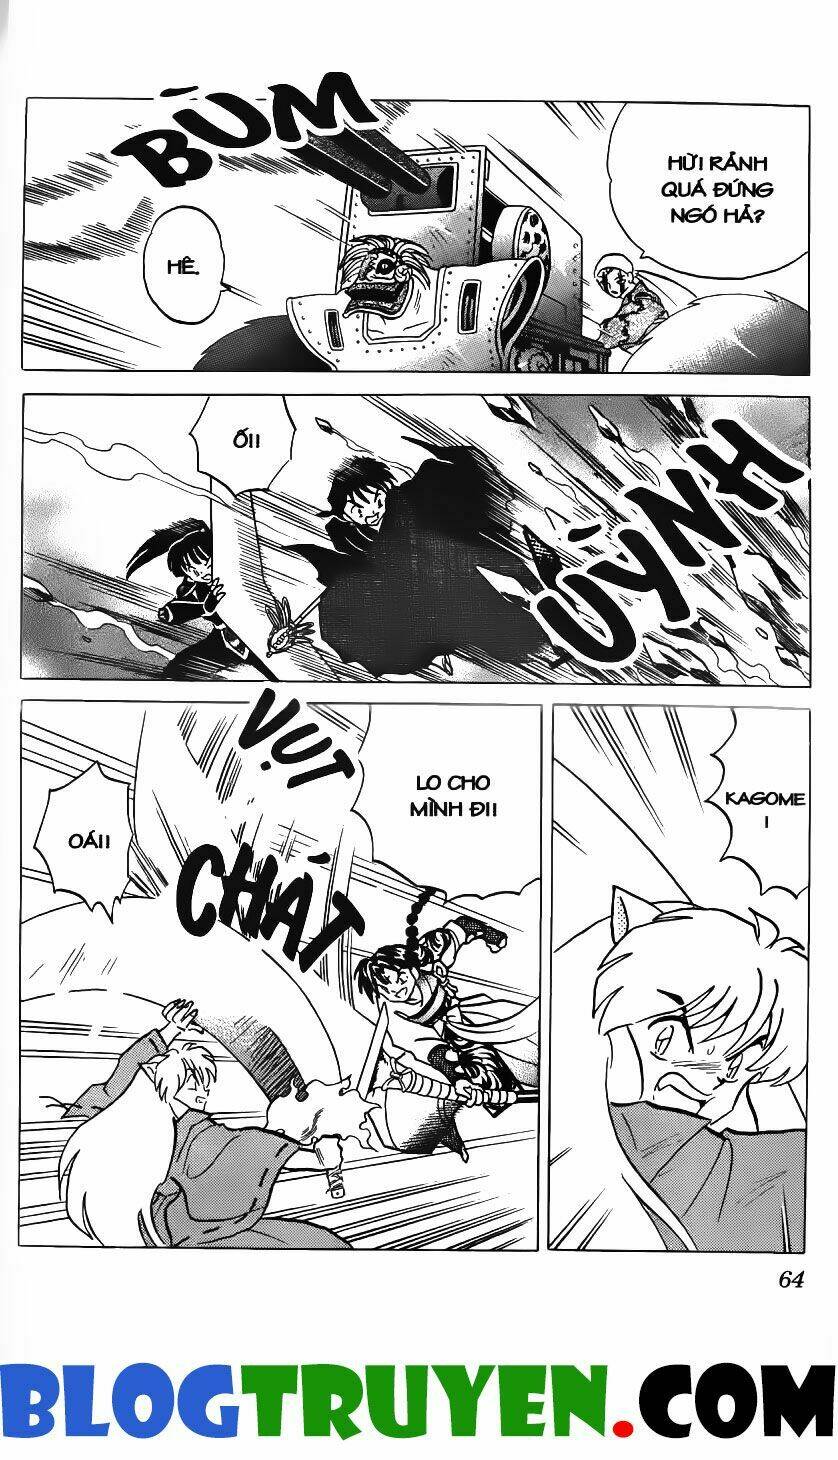 BÙM
HỪI RẢNH
QUÁ ĐỨNG
NGÓ HẢ?
HÊ.
ỐI!
UỲNH
VỤT
LO CHO
MÌNH ĐI!
OÁI!
CHÁT
KAGOME
!
64
BLOGTRUYEN.COM